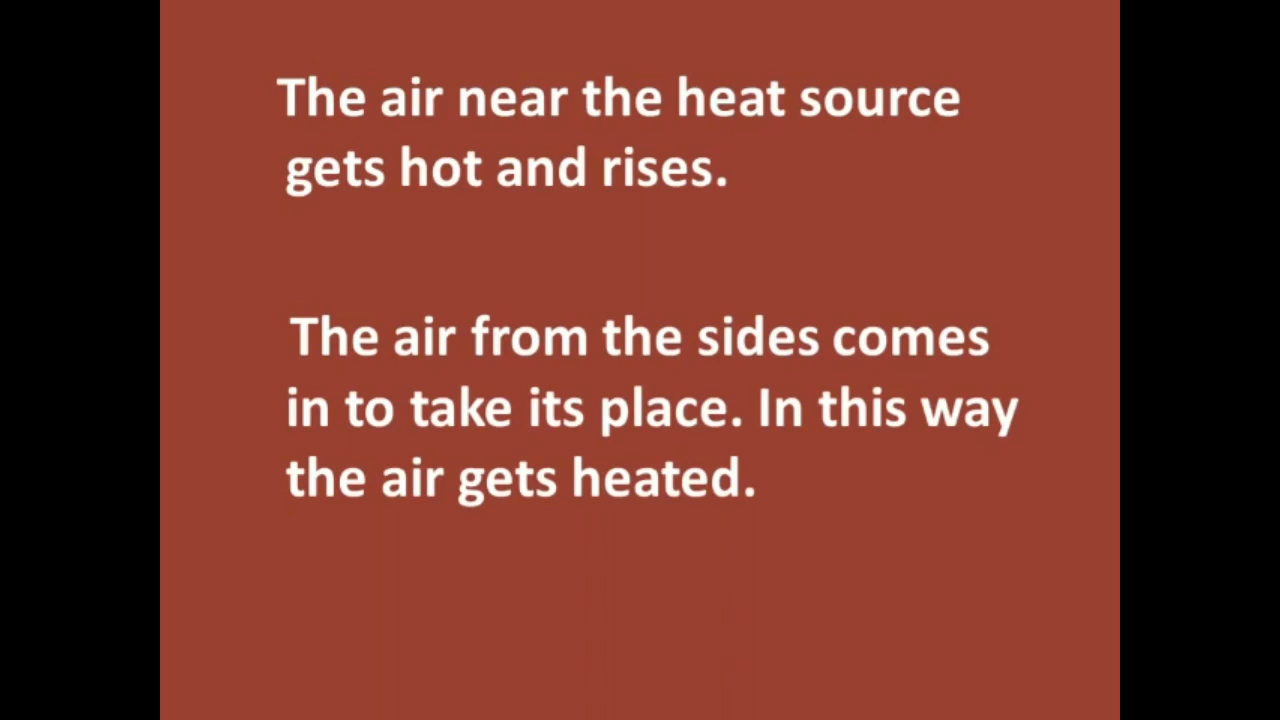 The air near the heat source
gets hot and rises.
The air from the sides comes
in to take its place. In this way
the air gets heated.